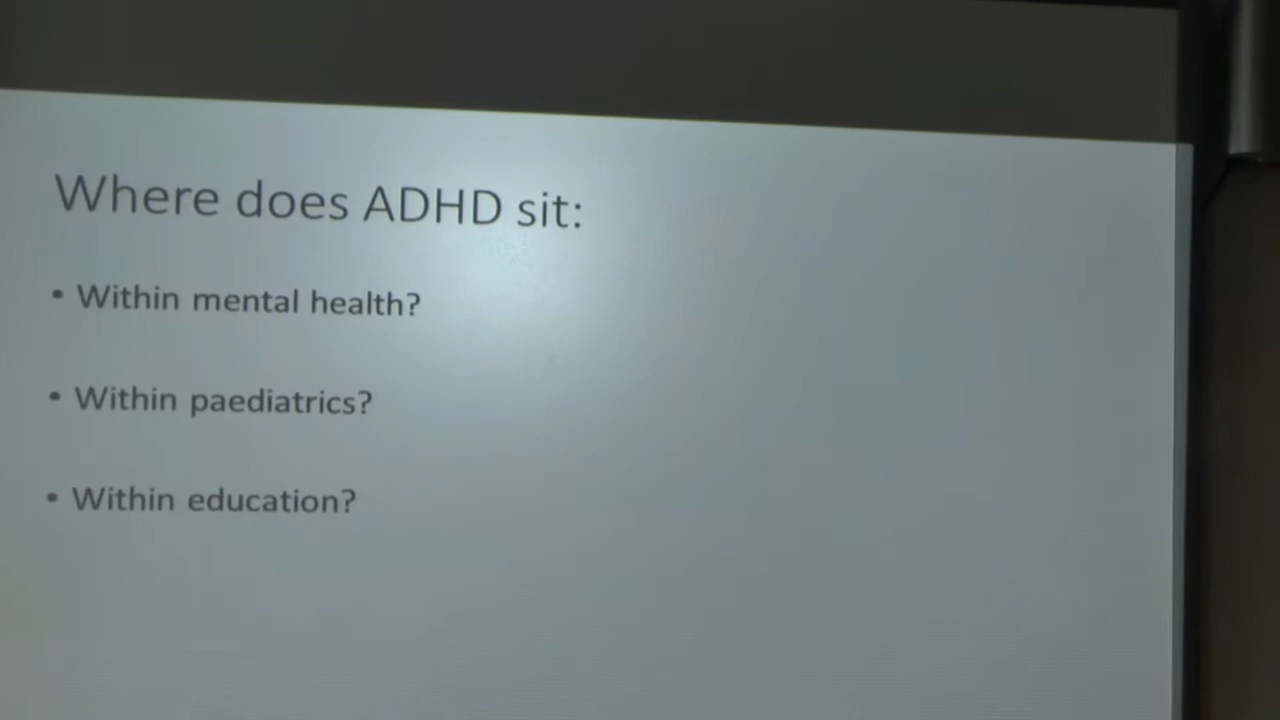 Where does ADHD sit:
• Within mental health?
• Within paediatrics?
• Within education?